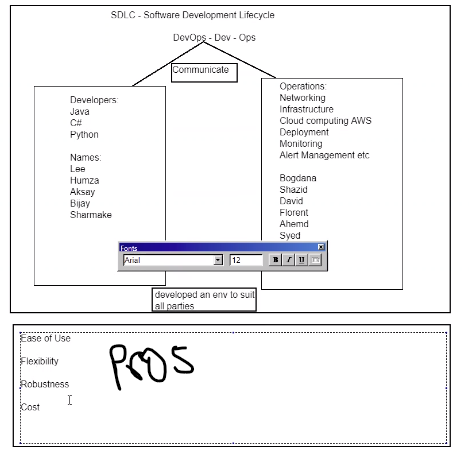 SDLC - Software Development Lifecycle
DevOps - Dev - Ops
Communicate
Developers:
Java
C#
Python
Names:
Lee
Humza
Aksay
Bijay
Sharmake
Operations:
Networking
Infrastructure
Cloud computing AWS
Deployment
Monitoring
Alert Management etc
Bogdana
Shazid
David
Florent
Ahemd
Syed
Fonts
Arial
12
B I U
developed an env to suit
all parties
Ease of Use
Flexibility
Robustness
Cost
Pros